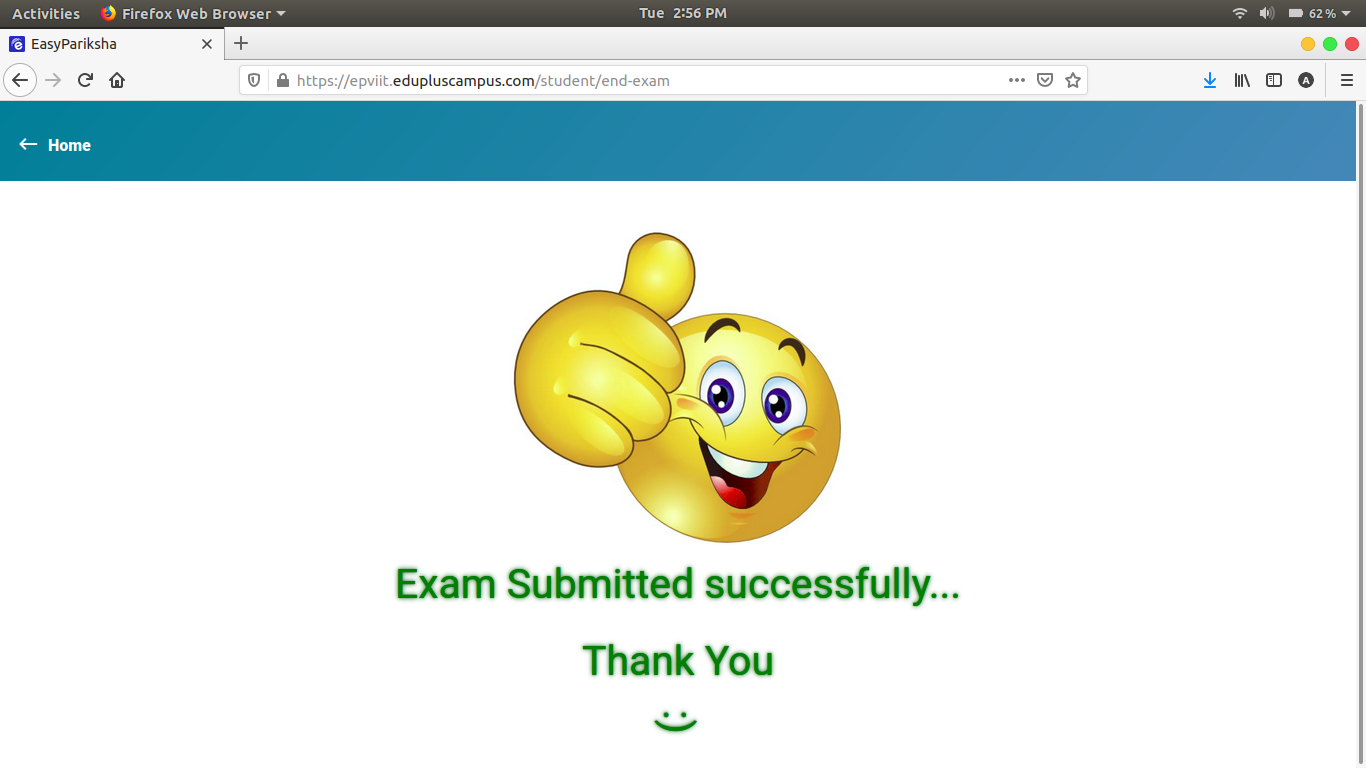 Activities Firefox Web Browser Tue 2:56 PM 62%
EasyPariksha
https://epviit.edupluscampus.com/student/end-exam
A
Home
Exam Submitted successfully...
Thank You